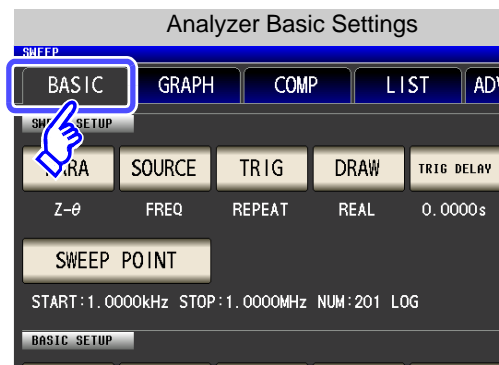 Analyzer Basic Settings
SWEEP
BASIC GRAPH COMP LIST
SETUP
SOURCE TRIG DRAW TRIG DELAY
Z-θ FREQ REPEAT REAL 0.0000s
SWEEP POINT
START:1.0000kHz STOP:1.0000MHz NUM:201 LOG
BASIC SETUP